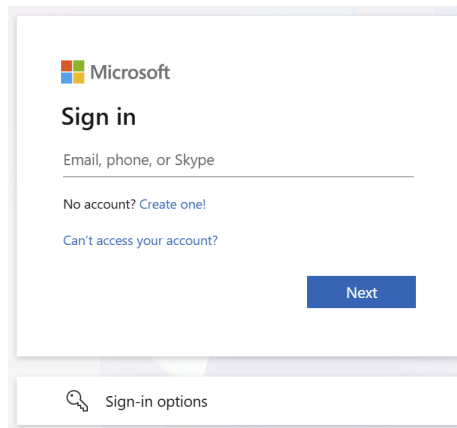 Microsoft
Sign in
Email, phone, or Skype
No account? Create one!
Can't access your account?
Next
Sign-in options